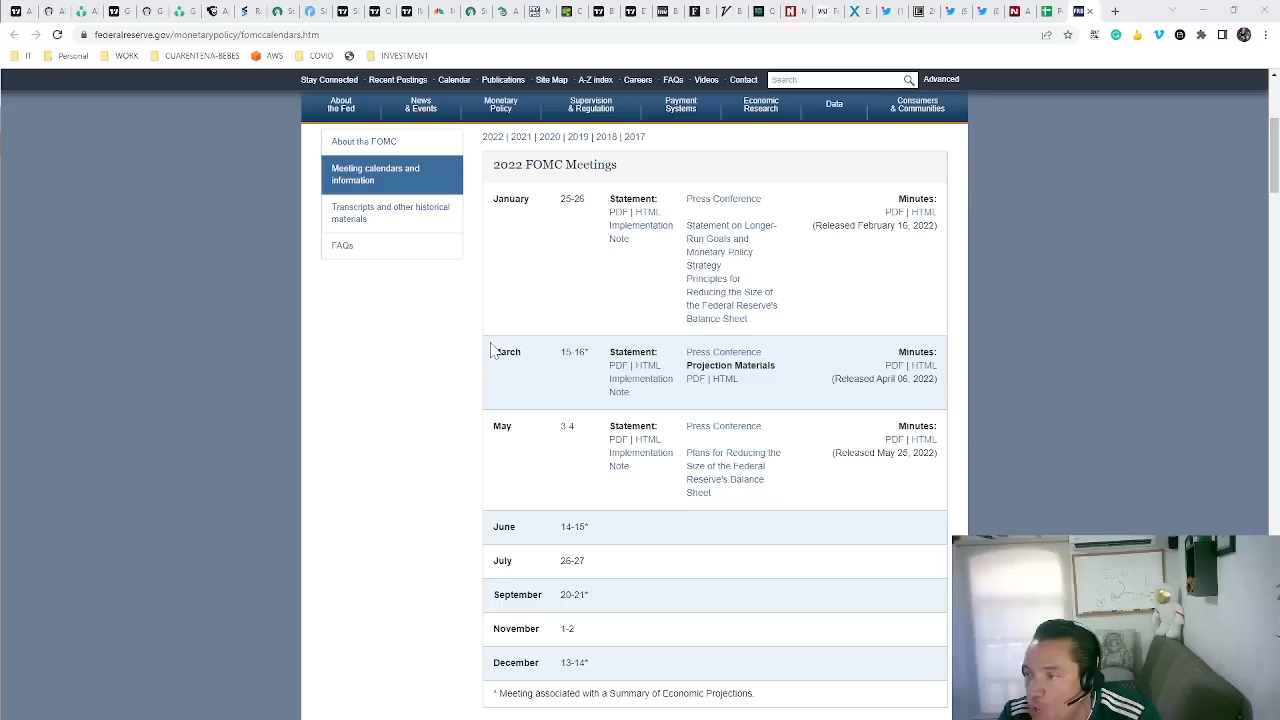 federalreserve.gov/monetarypolicy/fomccalendars.htm
IT
Personal
WORK
CUARENTENA-BEBES
AWS
COVID
INVESTMENT
Stay Connected · Recent Postings · Calendar · Publications · Site Map · A-Z index · Careers · FAQs · Videos · Contact
Search
Advanced
About the Fed
News & Events
Monetary Policy
Supervision & Regulation
Payment Systems
Economic Research
Data
Consumers & Communities
About the FOMC
Meeting calendars and
information
Transcripts and other historical
materials
FAQs
2022 | 2021 | 2020 | 2019 | 2018 | 2017
2022 FOMC Meetings
January
25-26
Statement:
PDF | HTML
Implementation
Note
Press Conference
Statement on Longer-
Run Goals and
Monetary Policy
Strategy
Principles for
Reducing the Size of
the Federal Reserve's
Balance Sheet
Minutes:
PDF | HTML
(Released February 16, 2022)
March
15-16*
Statement:
PDF | HTML
Implementation
Note
Press Conference
Projection Materials
PDF | HTML
Minutes:
PDF | HTML
(Released April 06, 2022)
May
3-4
Statement:
PDF | HTML
Implementation
Note
Press Conference
Plans for Reducing the
Size of the Federal
Reserve's Balance
Sheet
Minutes:
PDF | HTML
(Released May 25, 2022)
June
14-15*
July
26-27
September
20-21*
November
1-2
December
13-14*
* Meeting associated with a Summary of Economic Projections.